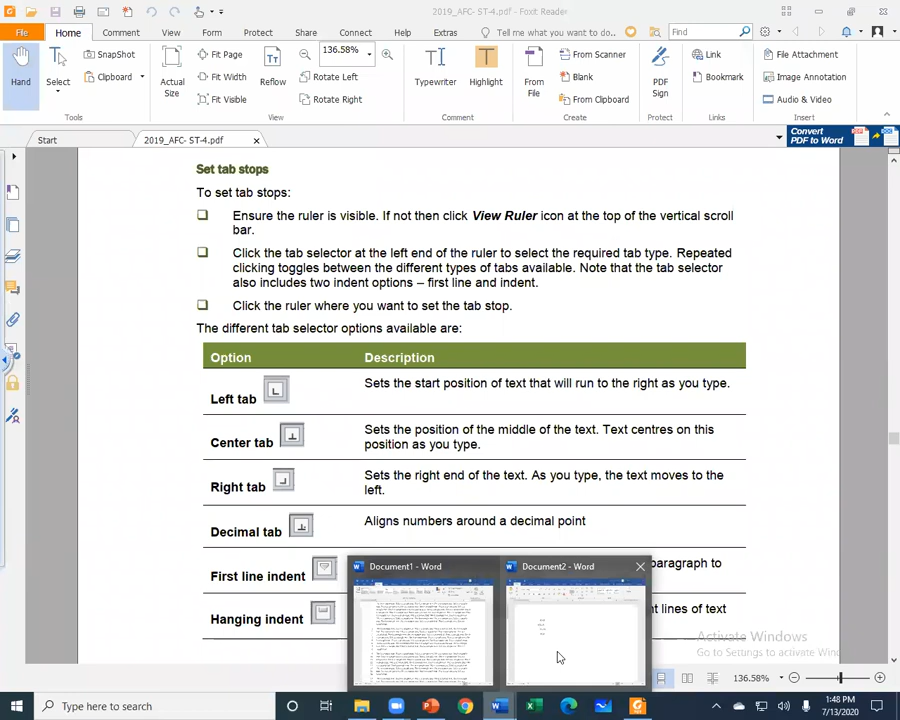 2019_AFC- ST-4.pdf - Foxit Reader
File Home Comment View Form Protect Share Connect Help Extras Tell me what you want to do... Find
Hand Select SnapShot Clipboard
Tools
Actual Size Fit Page Fit Width Fit Visible Reflow 136.58% Rotate Left Rotate Right
View
Typewriter Highlight
Comment
From File From Scanner Blank From Clipboard
Create
PDF Sign
Protect
Link Bookmark
Links
File Attachment Image Annotation Audio & Video
Insert
Start 2019_AFC- ST-4.pdf
Convert
PDF to Word
Set tab stops
To set tab stops:
Ensure the ruler is visible. If not then click View Ruler icon at the top of the vertical scroll
bar.
Click the tab selector at the left end of the ruler to select the required tab type. Repeated
clicking toggles between the different types of tabs available. Note that the tab selector
also includes two indent options – first line and indent.
Click the ruler where you want to set the tab stop.
The different tab selector options available are:
Option Description
Left tab Sets the start position of text that will run to the right as you type.
Center tab Sets the position of the middle of the text. Text centres on this
position as you type.
Right tab Sets the right end of the text. As you type, the text moves to the
left.
Decimal tab Aligns numbers around a decimal point
First line indent paragraph to
Hanging indent nt lines of text
Document1 - Word Document2 - Word
Activate Windows
Go to Settings to activate Win
136.58%
Type here to search
1:48 PM
7/13/2020